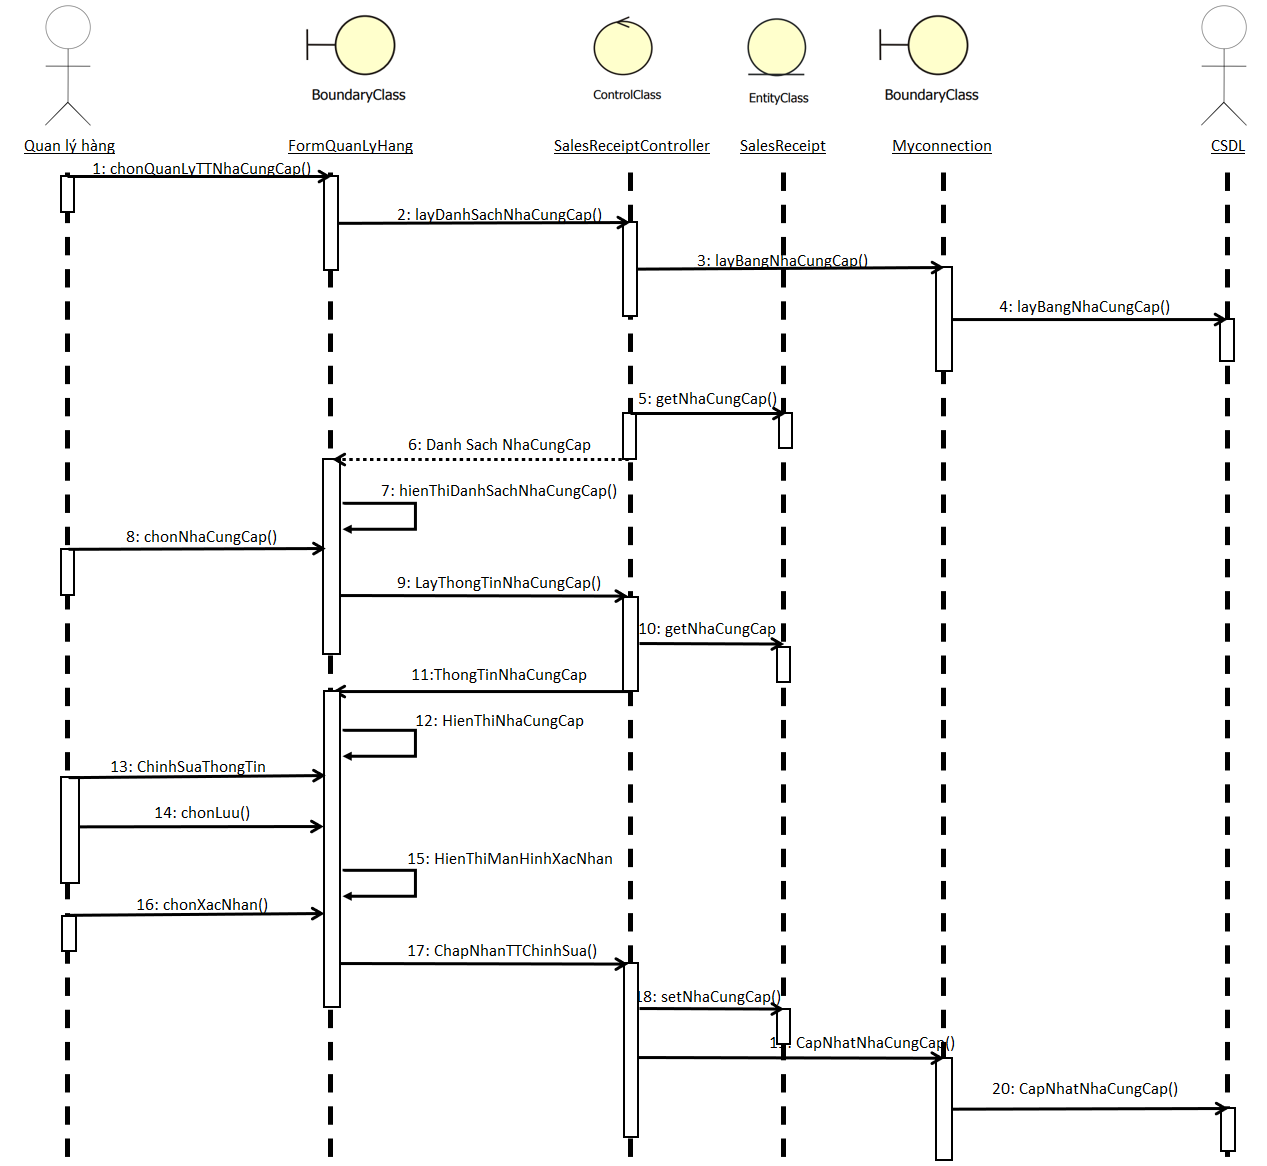 BoundaryClass
ControlClass
EntityClass
BoundaryClass
Quan lý hàng
FormQuanLyHang
SalesReceiptController
SalesReceipt
Myconnection
CSDL
1: chonQuanLyTTNhaCungCap()
2: layDanhSachNhaCungCap()
3: layBangNhaCungCap()
4: layBangNhaCungCap()
5: getNhaCungCap()
6: Danh Sach NhaCungCap
7: hienThiDanhSachNhaCungCap()
8: chonNhaCungCap()
9: LayThongTinNhaCungCap()
10: getNhaCungCap
11:ThongTinNhaCungCap
12: HienThiNhaCungCap
13: ChinhSuaThongTin
14: chonLuu()
15: HienThiManHinhXacNhan
16: chonXacNhan()
17: ChapNhanTTChinhSua()
18: setNhaCungCap()
19: CapNhatNhaCungCap()
20: CapNhatNhaCungCap()